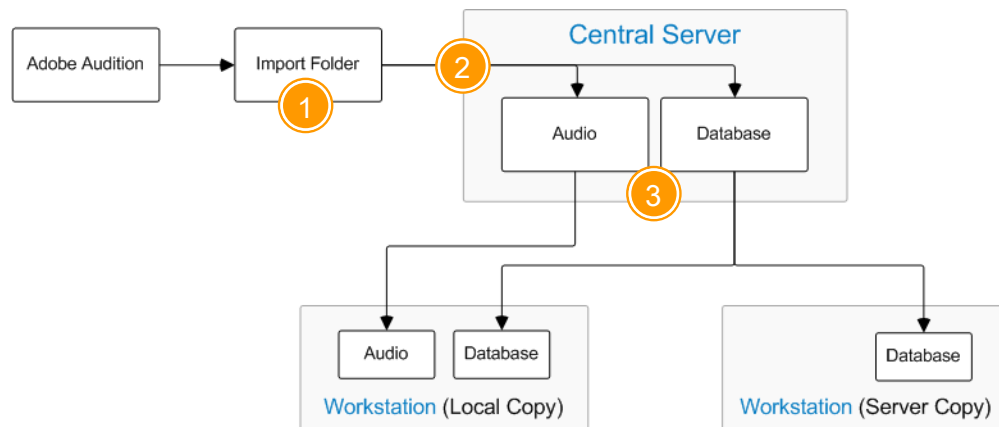 Central Server
Adobe Audition
Import Folder
2
1
Audio
Database
3
Audio
Database
Database
Workstation (Local Copy)
Workstation (Server Copy)